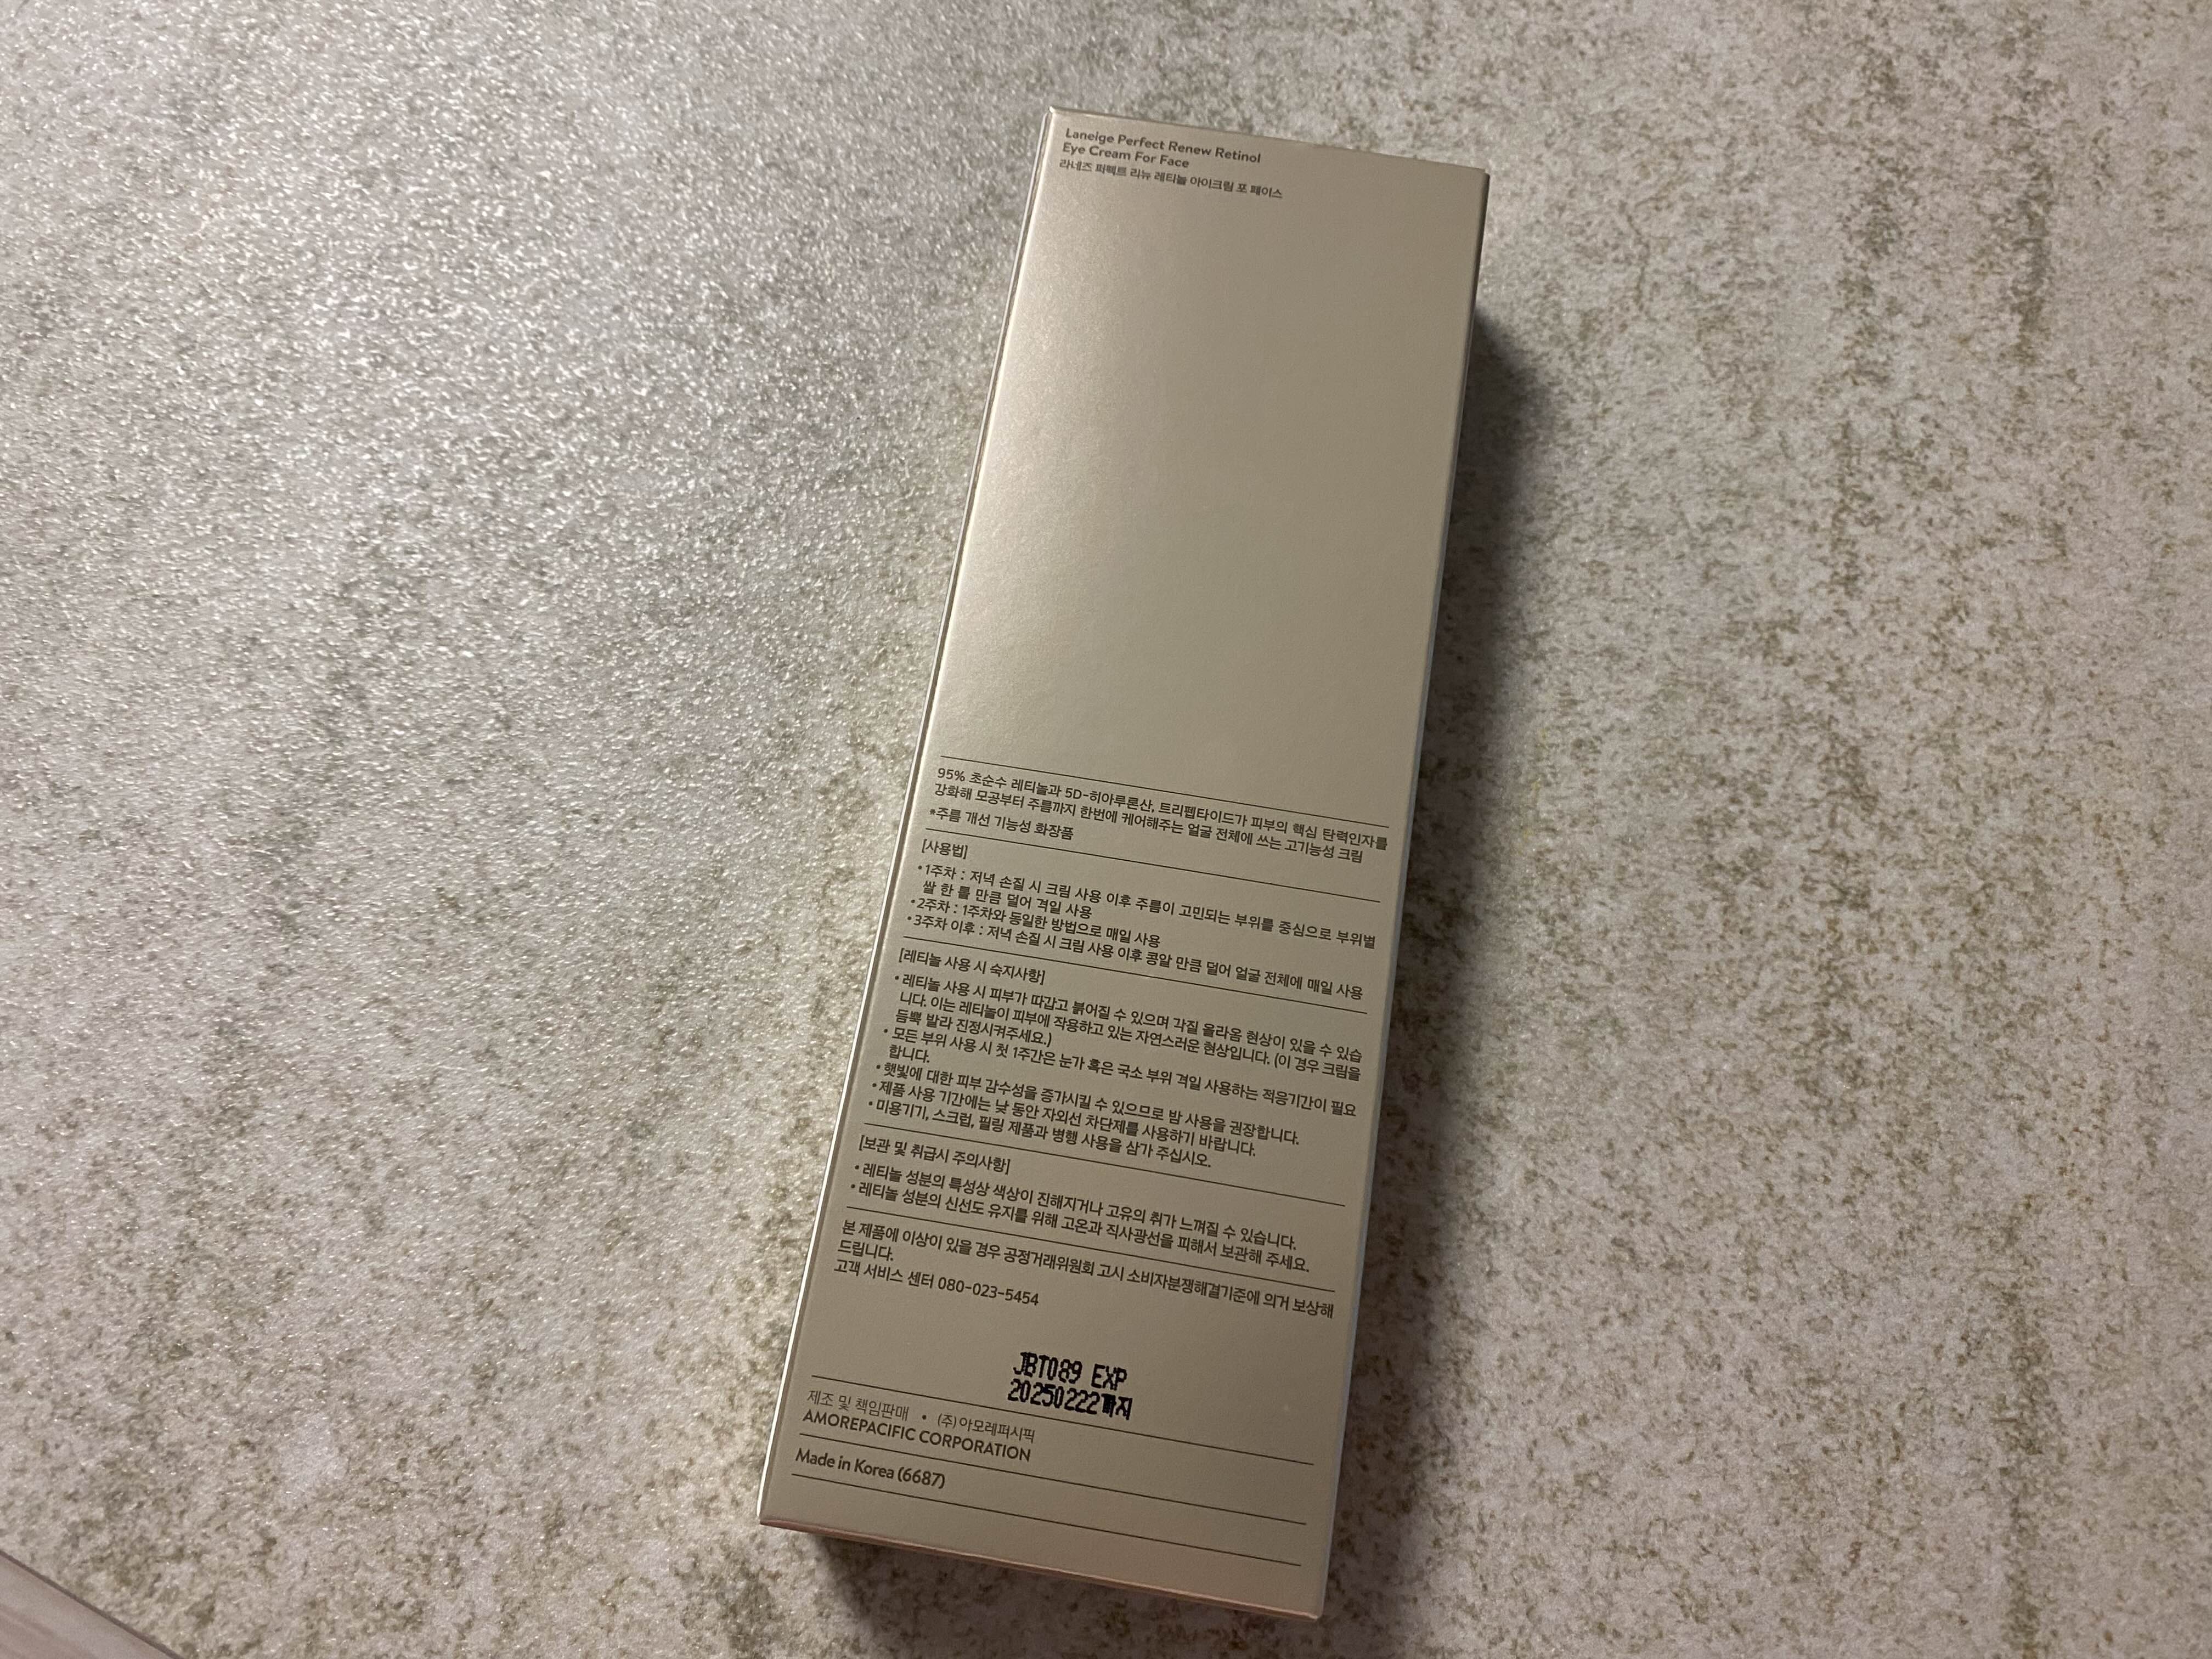 Laneige Perfect Renew Retinol
Eye Cream For Face
라네즈 퍼펙트 리뉴 레티놀 아이크림 포 페이스
95% 초순수 레티놀과 5D-히아루론산, 트리펩타이드가 피부의 핵심 탄력인자를
강화해 모공부터 주름까지 한번에 케어해주는 얼굴 전체에 쓰는 고기능성 크림
*주름 개선 기능성 화장품
[사용법]
•1주차 : 저녁 손질 시 크림 사용 이후 주름이 고민되는 부위를 중심으로 부위별
쌀 한 톨 만큼 덜어 격일 사용
•2주차 : 1주차와 동일한 방법으로 매일 사용
•3주차 이후 : 저녁 손질 시 크림 사용 이후 콩알 만큼 덜어 얼굴 전체에 매일 사용
[레티놀 사용 시 숙지사항]
• 레티놀 사용 시 피부가 따갑고 붉어질 수 있으며 각질 올라옴 현상이 있을 수 있습
니다. 이는 레티놀이 피부에 작용하고 있는 자연스러운 현상입니다. (이 경우 크림을
듬뿍 발라 진정시켜주세요.)
• 모든 부위 사용 시 첫 1주간은 눈가 혹은 국소 부위 격일 사용하는 적응기간이 필요
합니다.
• 햇빛에 대한 피부 감수성을 증가시킬 수 있으므로 밤 사용을 권장합니다.
• 제품 사용 기간에는 낮 동안 자외선 차단제를 사용하기 바랍니다.
• 미용기기, 스크럽, 필링 제품과 병행 사용을 삼가 주십시오.
[보관 및 취급시 주의사항]
• 레티놀 성분의 특성상 색상이 진해지거나 고유의 취가 느껴질 수 있습니다.
• 레티놀 성분의 신선도 유지를 위해 고온과 직사광선을 피해서 보관해 주세요.
본 제품에 이상이 있을 경우 공정거래위원회 고시 소비자분쟁해결기준에 의거 보상해
드립니다.
고객 서비스 센터 080-023-5454
JBT089 EXP
20250222까지
제조 및 책임판매 • (주)아모레퍼시픽
AMOREPACIFIC CORPORATION
Made in Korea (6687)